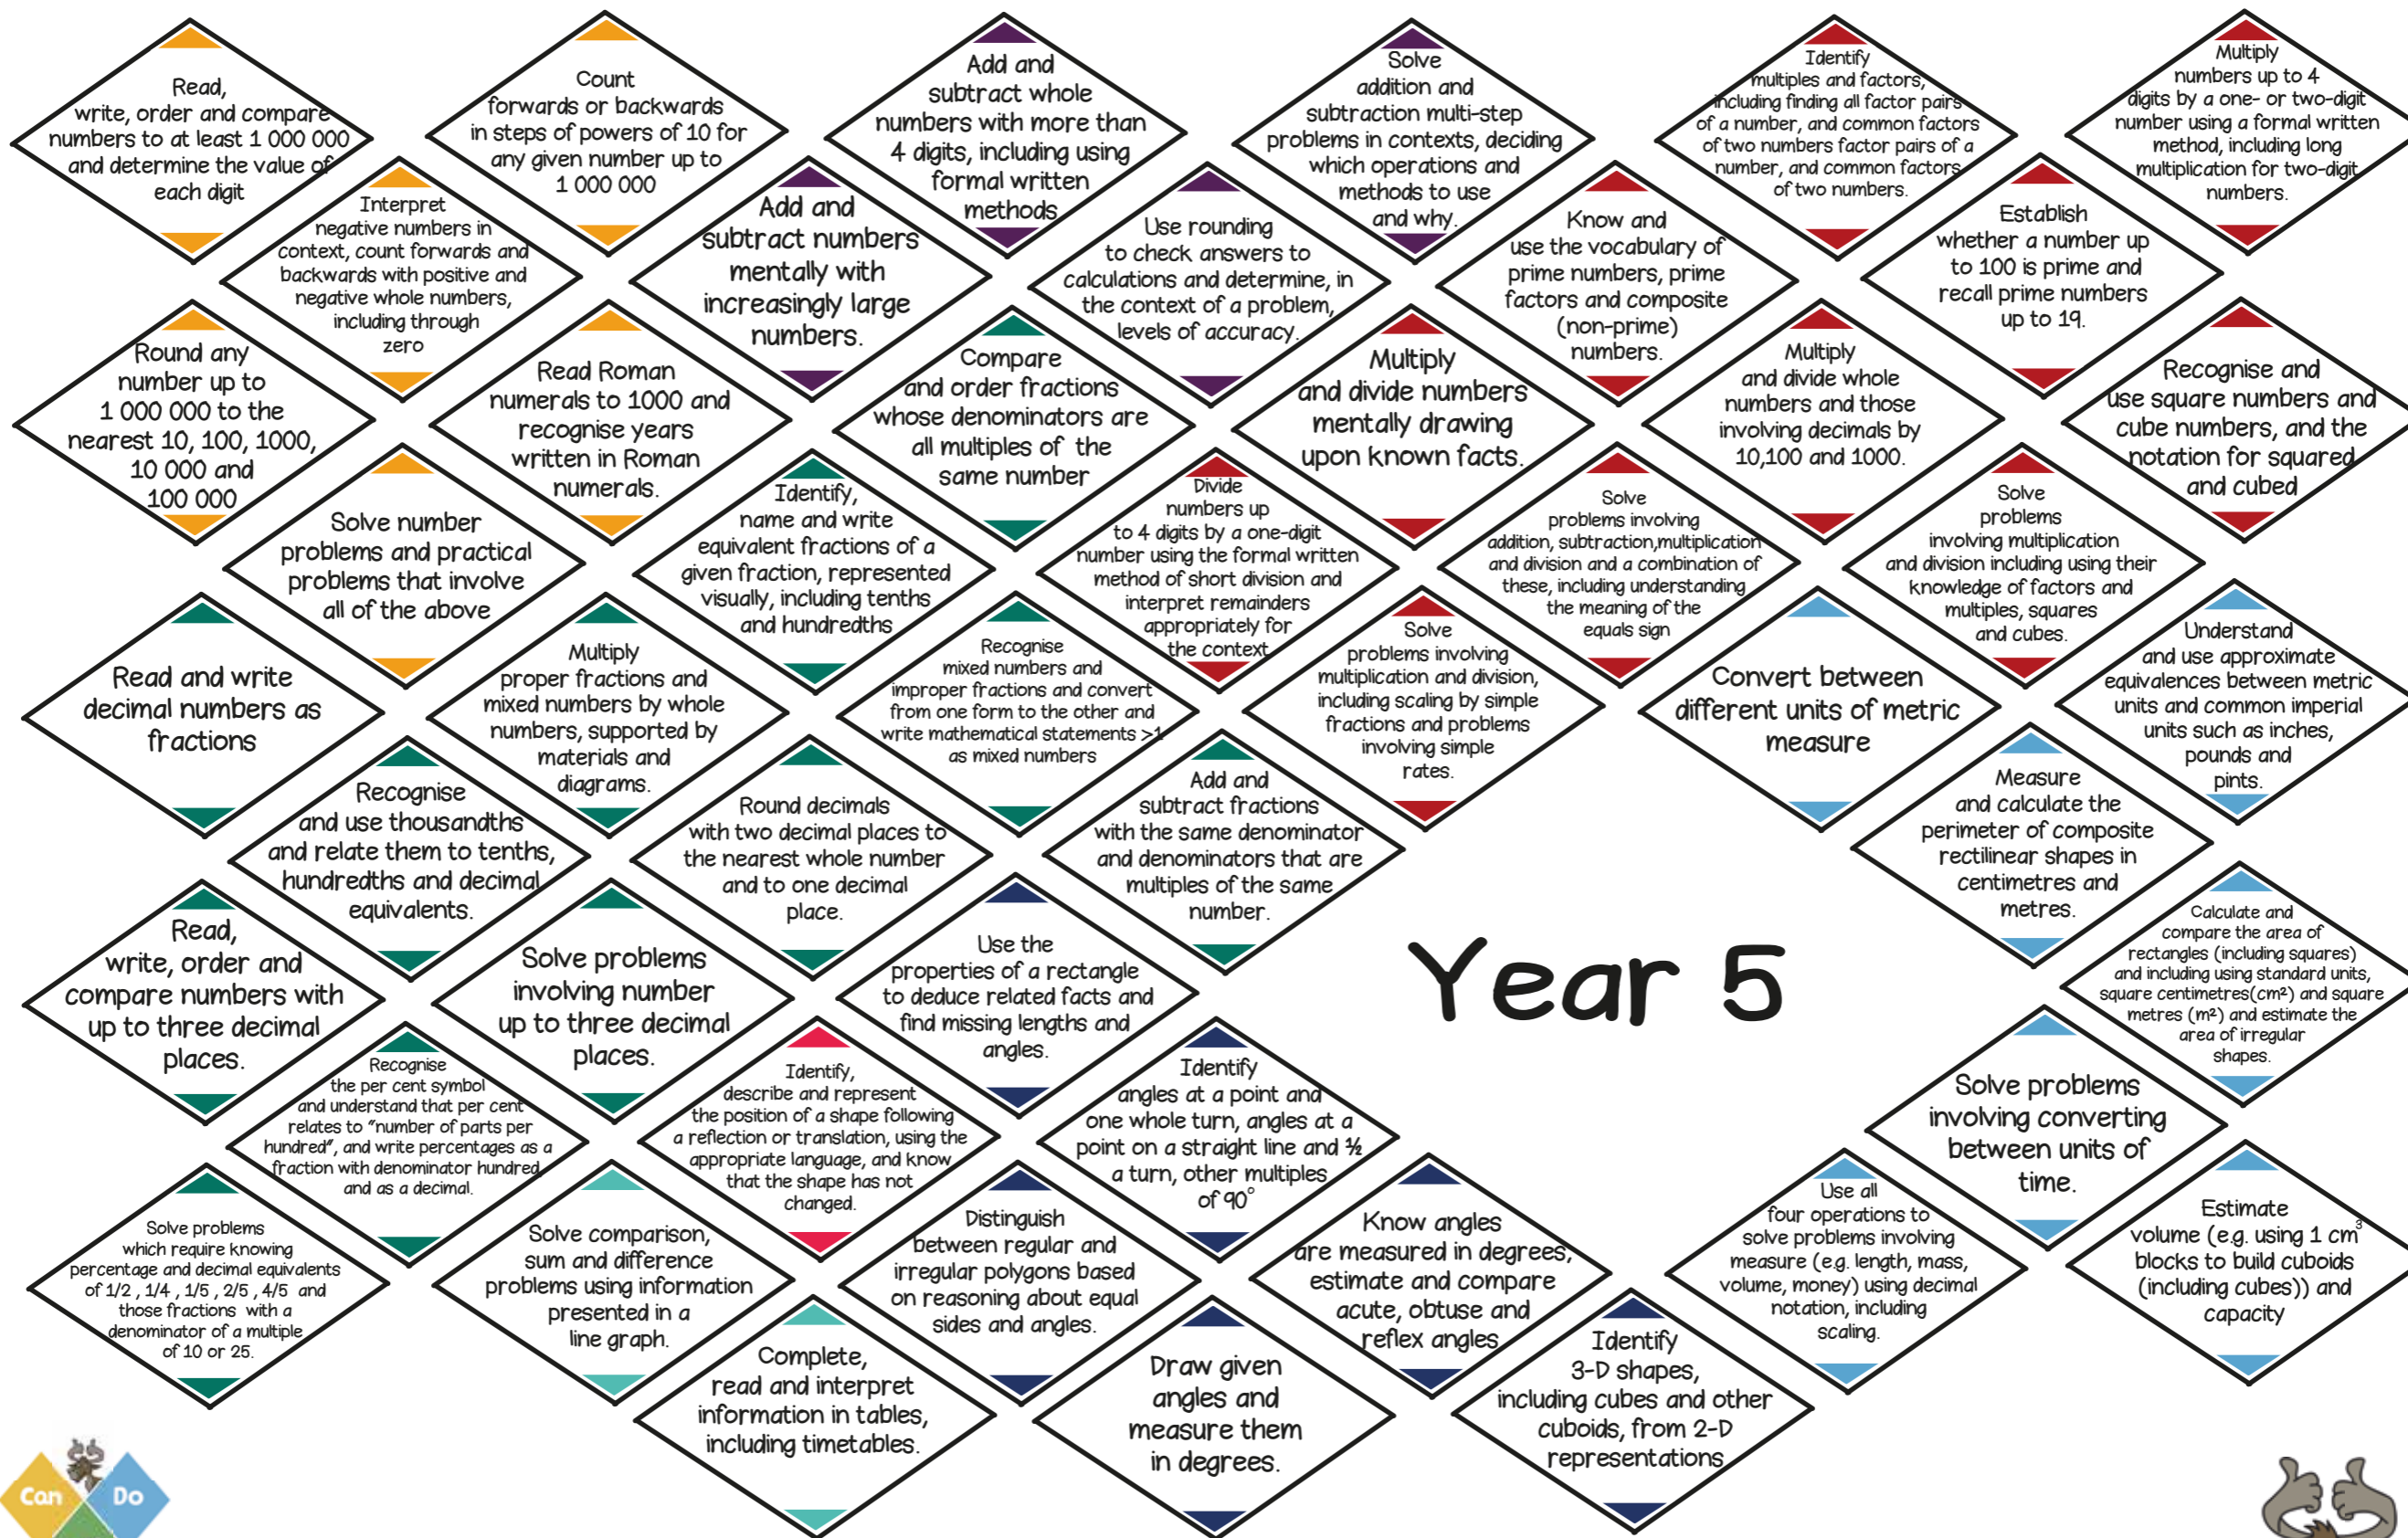 Read,
write, order and compare
numbers to at least 1 000 000
and determine the value of
each digit
Count
forwards or backwards
in steps of powers of 10 for
any given number up to
1 000 000
Add and
subtract whole
numbers with more than
4 digits, including using
formal written
methods
Solve
addition and
subtraction multi-step
problems in contexts, deciding
which operations and
methods to use
and why.
Identify
multiples and factors,
including finding all factor pairs
of a number, and common factors
of two numbers factor pairs of a
number, and common factors
of two numbers.
Multiply
numbers up to 4
digits by a one- or two-digit
number using a formal written
method, including long
multiplication for two-digit
numbers.
Interpret
negative numbers in
context, count forwards and
backwards with positive and
negative whole numbers,
including through
zero
Add and
subtract numbers
mentally with
increasingly large
numbers.
Use rounding
to check answers to
calculations and determine, in
the context of a problem,
levels of accuracy.
Know and
use the vocabulary of
prime numbers, prime
factors and composite
(non-prime)
numbers.
Establish
whether a number up
to 100 is prime and
recall prime numbers
up to 19.
Round any
number up to
1 000 000 to the
nearest 10, 100, 1000,
10 000 and
100 000
Read Roman
numerals to 1000 and
recognise years
written in Roman
numerals.
Compare
and order fractions
whose denominators are
all multiples of the
same number
Multiply
and divide numbers
mentally drawing
upon known facts.
Multiply
and divide whole
numbers and those
involving decimals by
10,100 and 1000.
Recognise and
use square numbers and
cube numbers, and the
notation for squared
and cubed
Solve number
problems and practical
problems that involve
all of the above
Identify,
name and write
equivalent fractions of a
given fraction, represented
visually, including tenths
and hundredths
Divide
numbers up
to 4 digits by a one-digit
number using the formal written
method of short division and
interpret remainders
appropriately for
the context
Solve
problems involving
addition, subtraction,multiplication
and division and a combination of
these, including understanding
the meaning of the
equals sign
Solve
problems
involving multiplication
and division including using their
knowledge of factors and
multiples, squares
and cubes.
Read and write
decimal numbers as
fractions
Multiply
proper fractions and
mixed numbers by whole
numbers, supported by
materials and
diagrams.
Recognise
mixed numbers and
improper fractions and convert
from one form to the other and
write mathematical statements >1
as mixed numbers
Solve
problems involving
multiplication and division,
including scaling by simple
fractions and problems
involving simple
rates.
Convert between
different units of metric
measure
Understand
and use approximate
equivalences between metric
units and common imperial
units such as inches,
pounds and
pints.
Recognise
and use thousandths
and relate them to tenths,
hundredths and decimal
equivalents.
Round decimals
with two decimal places to
the nearest whole number
and to one decimal
place.
Add and
subtract fractions
with the same denominator
and denominators that are
multiples of the same
number.
Measure
and calculate the
perimeter of composite
rectilinear shapes in
centimetres and
metres.
Read,
write, order and
compare numbers with
up to three decimal
places.
Solve problems
involving number
up to three decimal
places.
Use the
properties of a rectangle
to deduce related facts and
find missing lengths and
angles.
Year 5
Calculate and
compare the area of
rectangles (including squares)
and including using standard units,
square centimetres(cm²) and square
metres (m²) and estimate the
area of irregular
shapes.
Recognise
the per cent symbol
and understand that per cent
relates to "number of parts per
hundred", and write percentages as a
fraction with denominator hundred,
and as a decimal.
Identify,
describe and represent
the position of a shape following
a reflection or translation, using the
appropriate language, and know
that the shape has not
changed.
Identify
angles at a point and
one whole turn, angles at a
point on a straight line and ½
a turn, other multiples
of 90°
Solve problems
involving converting
between units of
time.
Solve problems
which require knowing
percentage and decimal equivalents
of 1/2 , 1/4 , 1/5 , 2/5 , 4/5 and
those fractions with a
denominator of a multiple
of 10 or 25.
Solve comparison,
sum and difference
problems using information
presented in a
line graph.
Distinguish
between regular and
irregular polygons based
on reasoning about equal
sides and angles.
Know angles
are measured in degrees,
estimate and compare
acute, obtuse and
reflex angles
Use all
four operations to
solve problems involving
measure (e.g. length, mass,
volume, money) using decimal
notation, including
scaling.
Estimate
volume (e.g. using 1 cm³
blocks to build cuboids
(including cubes)) and
capacity
Complete,
read and interpret
information in tables,
including timetables.
Draw given
angles and
measure them
in degrees.
Identify
3-D shapes,
including cubes and other
cuboids, from 2-D
representations
Can Do